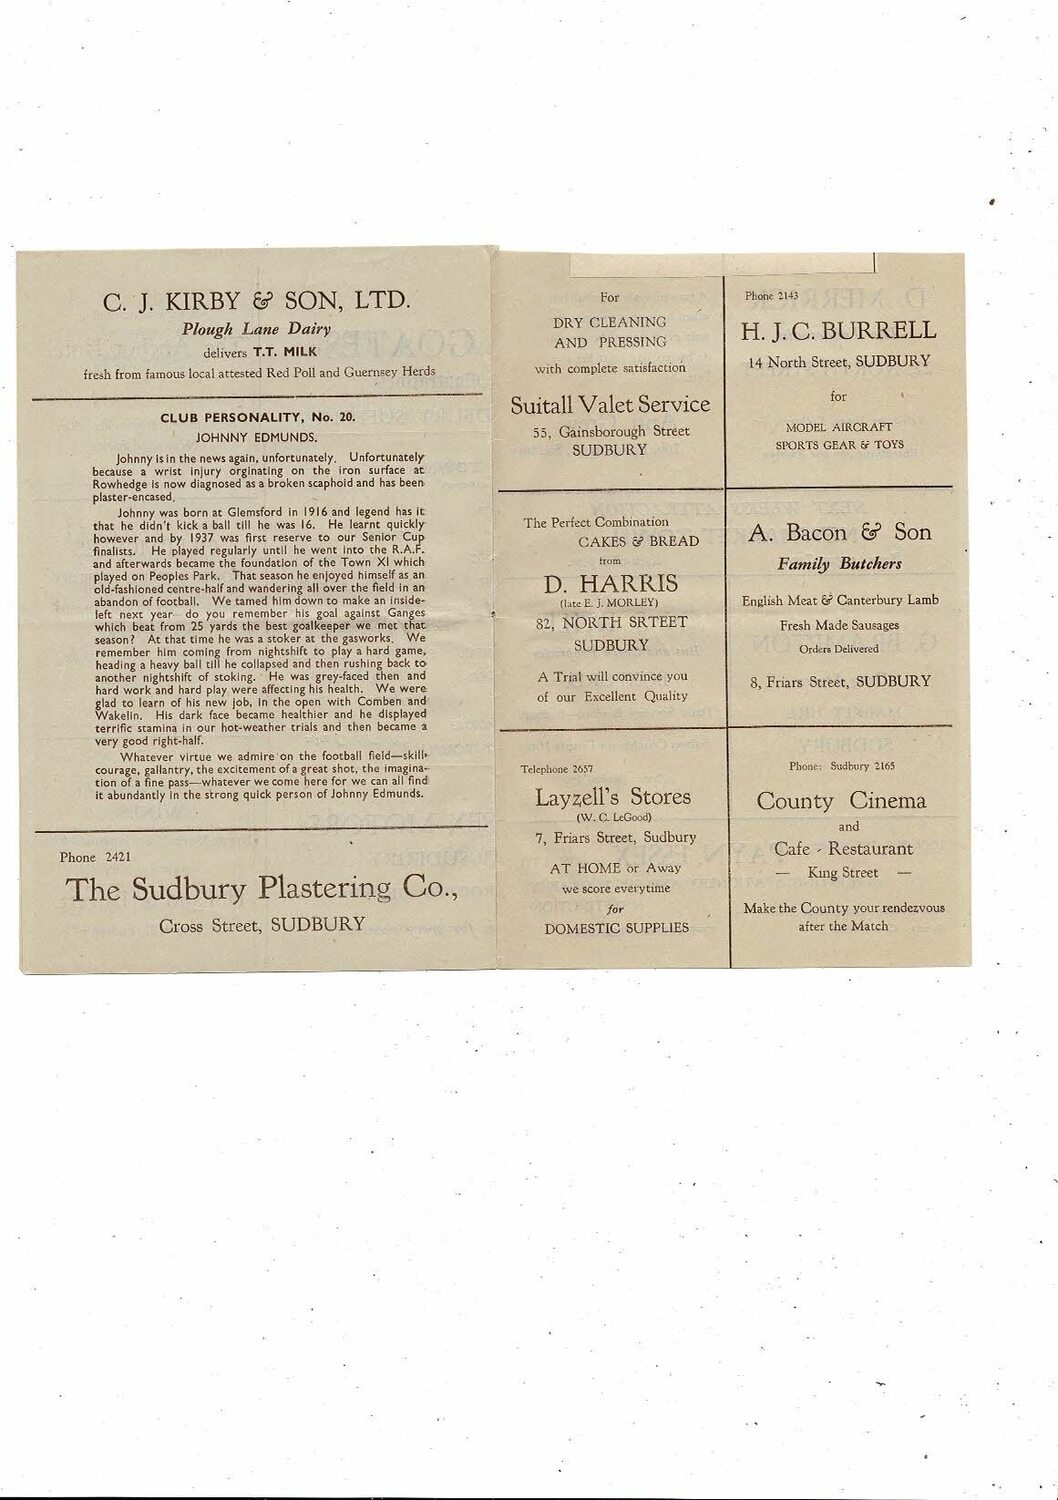 C. J. KIRBY & SON, LTD.
Plough Lane Dairy
delivers T.T. MILK
fresh from famous local attested Red Poll and Guernsey Herds
CLUB PERSONALITY, No. 20.
JOHNNY EDMUNDS.
Johnny is in the news again, unfortunately. Unfortunately
because a wrist injury orginating on the iron surface at
Rowhedge is now diagnosed as a broken scaphoid and has been
plaster-encased.
Johnny was born at Glemsford in 1916 and legend has it
that he didn't kick a ball till he was 16. He learnt quickly
however and by 1937 was first reserve to our Senior Cup
finalists. He played regularly until he went into the R.A.F.
and afterwards became the foundation of the Town XI which
played on Peoples Park. That season he enjoyed himself as an
old-fashioned centre-half and wandering all over the field in an
abandon of football. We tamed him down to make an inside-
left next year—do you remember his goal against Ganges
which beat from 25 yards the best goalkeeper we met that
season? At that time he was a stoker at the gasworks. We
remember him coming from nightshift to play a hard game,
heading a heavy ball till he collapsed and then rushing back to
another nightshift of stoking. He was grey-faced then and
hard work and hard play were affecting his health. We were
glad to learn of his new job, in the open with Comben and
Wakelin. His dark face became healthier and he displayed
terrific stamina in our hot-weather trials and then became a
very good right-half.
Whatever virtue we admire on the football field—skill,
courage, gallantry, the excitement of a great shot, the imagina-
tion of a fine pass—whatever we come here for we can all find
it abundantly in the strong quick person of Johnny Edmunds.
Phone 2421
The Sudbury Plastering Co.,
Cross Street, SUDBURY
For
DRY CLEANING
AND PRESSING
with complete satisfaction
Suitall Valet Service
55, Gainsborough Street
SUDBURY
Phone 2143
H. J. C. BURRELL
14 North Street, SUDBURY
for
MODEL AIRCRAFT
SPORTS GEAR & TOYS
The Perfect Combination
CAKES & BREAD
from
D. HARRIS
(late E. J. MORLEY)
82, NORTH SRTEET
SUDBURY
A Trial will convince you
of our Excellent Quality
A. Bacon & Son
Family Butchers
English Meat & Canterbury Lamb
Fresh Made Sausages
Orders Delivered
8, Friars Street, SUDBURY
Telephone 2657
Layzell's Stores
(W. C. LeGood)
7, Friars Street, Sudbury
AT HOME or Away
we score everytime
for
DOMESTIC SUPPLIES
Phone: Sudbury 2165
County Cinema
and
Cafe - Restaurant
— King Street —
Make the County your rendezvous
after the Match